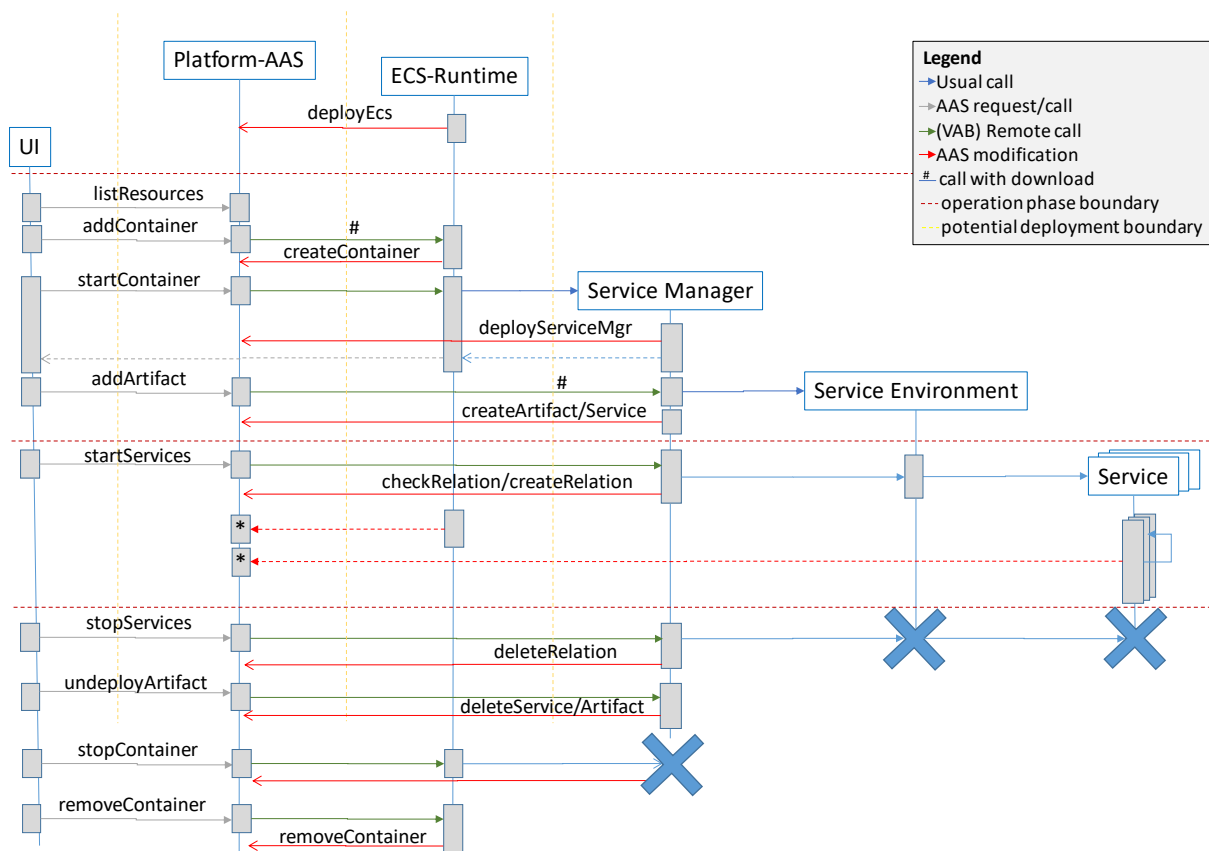 Platform-AAS
ECS-Runtime
Legend
Usual call
AAS request/call
(VAB) Remote call
AAS modification
# call with download
operation phase boundary
potential deployment boundary
deployEcs
UI
listResources
addContainer
#
createContainer
startContainer
Service Manager
deployServiceMgr
addArtifact
#
Service Environment
createArtifact/Service
startServices
Service
checkRelation/createRelation
*
*
stopServices
deleteRelation
undeployArtifact
deleteService/Artifact
stopContainer
removeContainer
removeContainer